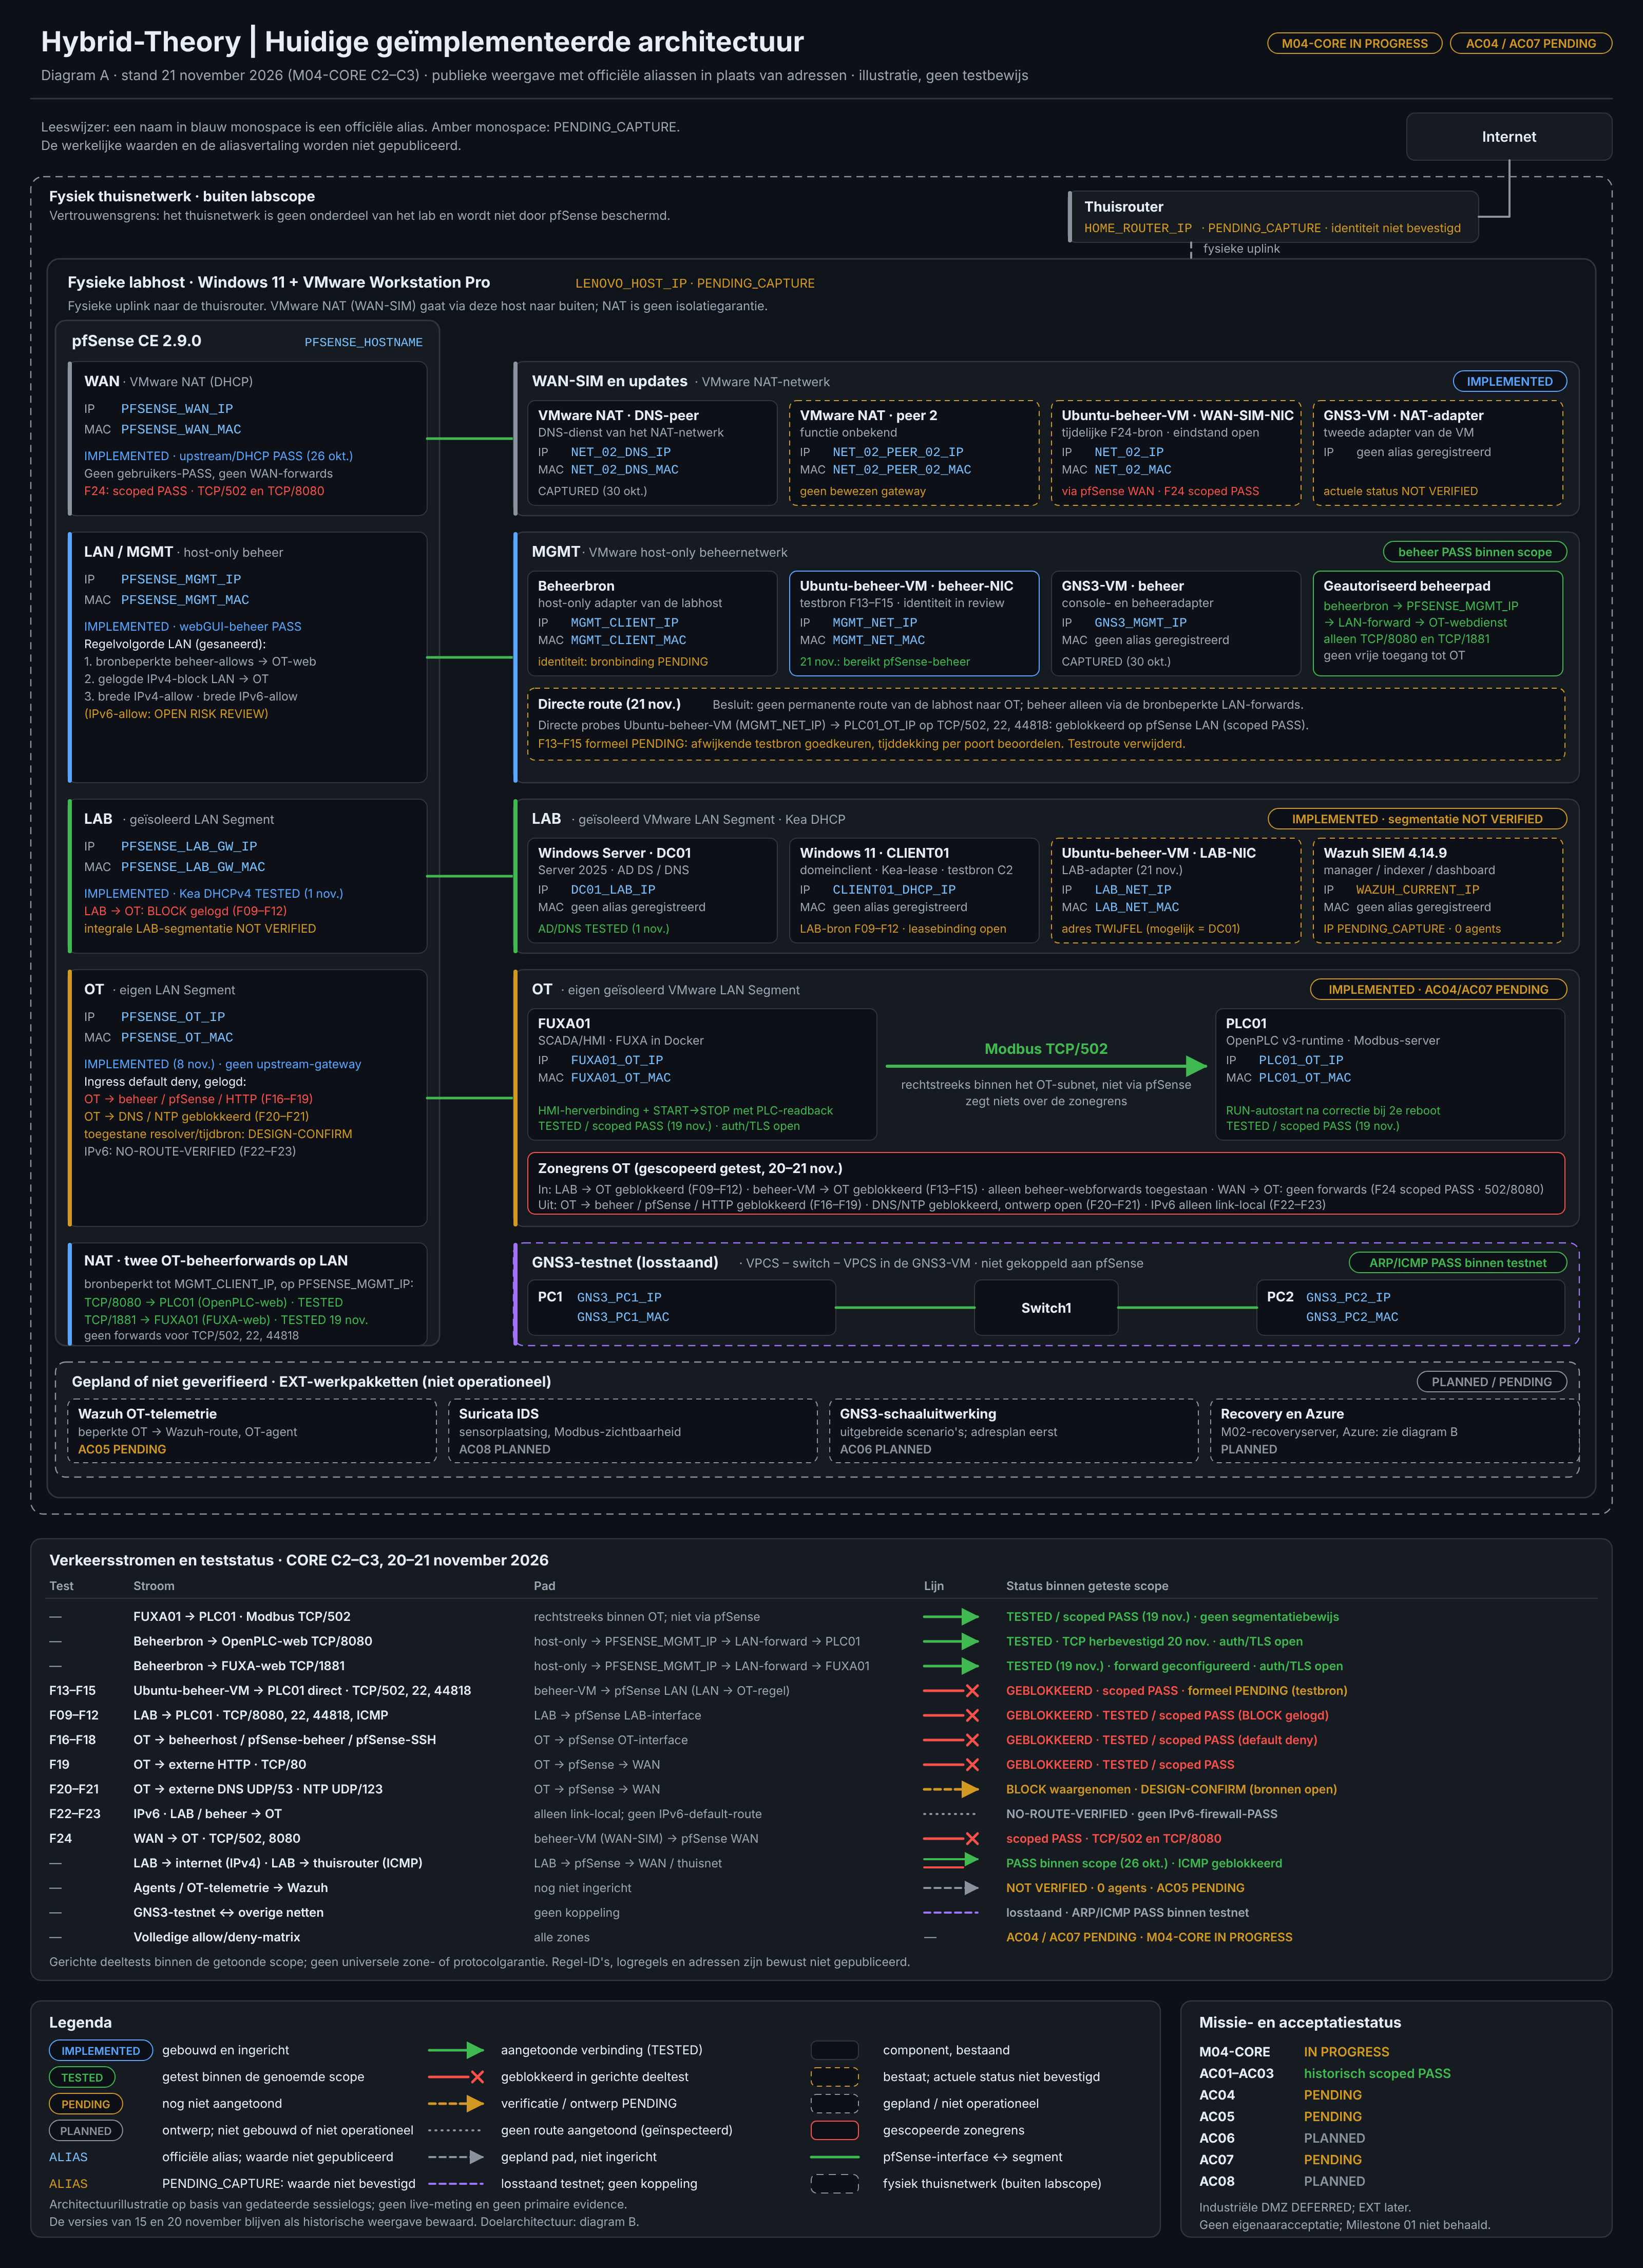 Hybrid-Theory | Huidige geïmplementeerde architectuur
M04-CORE IN PROGRESS
AC04 / AC07 PENDING
Diagram A · stand 21 november 2026 (M04-CORE C2–C3) · publieke weergave met officiële aliassen in plaats van adressen · illustratie, geen testbewijs
Leeswijzer: een naam in blauw monospace is een officiële alias. Amber monospace: PENDING_CAPTURE.
De werkelijke waarden en de aliasvertaling worden niet gepubliceerd.
Internet
Fysiek thuisnetwerk · buiten labscope
Vertrouwensgrens: het thuisnetwerk is geen onderdeel van het lab en wordt niet door pfSense beschermd.
Thuisrouter
HOME_ROUTER_IP · PENDING_CAPTURE · identiteit niet bevestigd
fysieke uplink
Fysieke labhost · Windows 11 + VMware Workstation Pro
LENOVO_HOST_IP · PENDING_CAPTURE
Fysieke uplink naar de thuisrouter. VMware NAT (WAN-SIM) gaat via deze host naar buiten; NAT is geen isolatiegarantie.
pfSense CE 2.9.0
PFSENSE_HOSTNAME
WAN · VMware NAT (DHCP)
IP PFSENSE_WAN_IP
MAC PFSENSE_WAN_MAC
IMPLEMENTED · upstream/DHCP PASS (26 okt.)
Geen gebruikers-PASS, geen WAN-forwards
F24: scoped PASS · TCP/502 en TCP/8080
WAN-SIM en updates · VMware NAT-netwerk
IMPLEMENTED
VMware NAT · DNS-peer
DNS-dienst van het NAT-netwerk
IP NET_02_DNS_IP
MAC NET_02_DNS_MAC
CAPTURED (30 okt.)
VMware NAT · peer 2
functie onbekend
IP NET_02_PEER_02_IP
MAC NET_02_PEER_02_MAC
geen bewezen gateway
Ubuntu-beheer-VM · WAN-SIM-NIC
tijdelijke F24-bron · eindstand open
IP NET_02_IP
MAC NET_02_MAC
via pfSense WAN · F24 scoped PASS
GNS3-VM · NAT-adapter
tweede adapter van de VM
IP geen alias geregistreerd
actuele status NOT VERIFIED
LAN / MGMT · host-only beheer
IP PFSENSE_MGMT_IP
MAC PFSENSE_MGMT_MAC
IMPLEMENTED · webGUI-beheer PASS
Regelvolgorde LAN (gesaneerd):
1. bronbeperkte beheer-allows → OT-web
2. gelogde IPv4-block LAN → OT
3. brede IPv4-allow · brede IPv6-allow
(IPv6-allow: OPEN RISK REVIEW)
MGMT · VMware host-only beheernetwerk
beheer PASS binnen scope
Beheerbron
host-only adapter van de labhost
IP MGMT_CLIENT_IP
MAC MGMT_CLIENT_MAC
identiteit: bronbinding PENDING
Ubuntu-beheer-VM · beheer-NIC
testbron F13–F15 · identiteit in review
IP MGMT_NET_IP
MAC MGMT_NET_MAC
21 nov.: bereikt pfSense-beheer
GNS3-VM · beheer
console- en beheeradapter
IP GNS3_MGMT_IP
MAC geen alias geregistreerd
CAPTURED (30 okt.)
Geautoriseerd beheerpad
beheerbron → PFSENSE_MGMT_IP
→ LAN-forward → OT-webdienst
alleen TCP/8080 en TCP/1881
geen vrije toegang tot OT
Directe route (21 nov.) Besluit: geen permanente route van de labhost naar OT; beheer alleen via de bronbeperkte LAN-forwards.
Directe probes Ubuntu-beheer-VM (MGMT_NET_IP) → PLC01_OT_IP op TCP/502, 22, 44818: geblokkeerd op pfSense LAN (scoped PASS).
F13–F15 formeel PENDING: afwijkende testbron goedkeuren, tijddekking per poort beoordelen. Testroute verwijderd.
LAB · geïsoleerd LAN Segment
IP PFSENSE_LAB_GW_IP
MAC PFSENSE_LAB_GW_MAC
IMPLEMENTED · Kea DHCPv4 TESTED (1 nov.)
LAB → OT: BLOCK gelogd (F09–F12)
integrale LAB-segmentatie NOT VERIFIED
LAB · geïsoleerd VMware LAN Segment · Kea DHCP
IMPLEMENTED · segmentatie NOT VERIFIED
Windows Server · DC01
Server 2025 · AD DS / DNS
IP DC01_LAB_IP
MAC geen alias geregistreerd
AD/DNS TESTED (1 nov.)
Windows 11 · CLIENT01
domeinclient · Kea-lease · testbron C2
IP CLIENT01_DHCP_IP
MAC geen alias geregistreerd
LAB-bron F09–F12 · leasebinding open
Ubuntu-beheer-VM · LAB-NIC
LAB-adapter (21 nov.)
IP LAB_NET_IP
MAC LAB_NET_MAC
adres TWIJFEL (mogelijk = DC01)
Wazuh SIEM 4.14.9
manager / indexer / dashboard
IP WAZUH_CURRENT_IP
MAC geen alias geregistreerd
IP PENDING_CAPTURE · 0 agents
OT · eigen LAN Segment
IP PFSENSE_OT_IP
MAC PFSENSE_OT_MAC
IMPLEMENTED (8 nov.) · geen upstream-gateway
Ingress default deny, gelogd:
OT → beheer / pfSense / HTTP (F16–F19)
OT → DNS / NTP geblokkeerd (F20–F21)
toegestane resolver/tijdbron: DESIGN-CONFIRM
IPv6: NO-ROUTE-VERIFIED (F22–F23)
OT · eigen geïsoleerd VMware LAN Segment
IMPLEMENTED · AC04/AC07 PENDING
FUXA01
SCADA/HMI · FUXA in Docker
IP FUXA01_OT_IP
MAC FUXA01_OT_MAC
HMI-herverbinding + START→STOP met PLC-readback
TESTED / scoped PASS (19 nov.) · auth/TLS open
Modbus TCP/502
rechtstreeks binnen het OT-subnet, niet via pfSense
zegt niets over de zonegrens
PLC01
OpenPLC v3-runtime · Modbus-server
IP PLC01_OT_IP
MAC PLC01_OT_MAC
RUN-autostart na correctie bij 2e reboot
TESTED / scoped PASS (19 nov.)
Zonegrens OT (gescopeerd getest, 20–21 nov.)
In: LAB → OT geblokkeerd (F09–F12) · beheer-VM → OT geblokkeerd (F13–F15) · alleen beheer-webforwards toegestaan · WAN → OT: geen forwards (F24 scoped PASS · 502/8080)
Uit: OT → beheer / pfSense / HTTP geblokkeerd (F16–F19) · DNS/NTP geblokkeerd, ontwerp open (F20–F21) · IPv6 alleen link-local (F22–F23)
NAT · twee OT-beheerforwards op LAN
bronbeperkt tot MGMT_CLIENT_IP, op PFSENSE_MGMT_IP:
TCP/8080 → PLC01 (OpenPLC-web) · TESTED
TCP/1881 → FUXA01 (FUXA-web) · TESTED 19 nov.
geen forwards voor TCP/502, 22, 44818
GNS3-testnet (losstaand) · VPCS – switch – VPCS in de GNS3-VM · niet gekoppeld aan pfSense
ARP/ICMP PASS binnen testnet
PC1 GNS3_PC1_IP
GNS3_PC1_MAC
Switch1
PC2 GNS3_PC2_IP
GNS3_PC2_MAC
Gepland of niet geverifieerd · EXT-werkpakketten (niet operationeel)
PLANNED / PENDING
Wazuh OT-telemetrie
beperkte OT → Wazuh-route, OT-agent
AC05 PENDING
Suricata IDS
sensorplaatsing, Modbus-zichtbaarheid
AC08 PLANNED
GNS3-schaaluitwerking
uitgebreide scenario's; adresplan eerst
AC06 PLANNED
Recovery en Azure
M02-recoveryserver, Azure: zie diagram B
PLANNED
Verkeersstromen en teststatus · CORE C2–C3, 20–21 november 2026
Test Stroom Pad Lijn Status binnen geteste scope
— FUXA01 → PLC01 · Modbus TCP/502 rechtstreeks binnen OT; niet via pfSense TESTED / scoped PASS (19 nov.) · geen segmentatiebewijs
— Beheerbron → OpenPLC-web TCP/8080 host-only → PFSENSE_MGMT_IP → LAN-forward → PLC01 TESTED · TCP herbevestigd 20 nov. · auth/TLS open
— Beheerbron → FUXA-web TCP/1881 host-only → PFSENSE_MGMT_IP → LAN-forward → FUXA01 TESTED (19 nov.) · forward geconfigureerd · auth/TLS open
F13–F15 Ubuntu-beheer-VM → PLC01 direct · TCP/502, 22, 44818 beheer-VM → pfSense LAN (LAN → OT-regel) GEBLOKKEERD · scoped PASS · formeel PENDING (testbron)
F09–F12 LAB → PLC01 · TCP/8080, 22, 44818, ICMP LAB → pfSense LAB-interface GEBLOKKEERD · TESTED / scoped PASS (BLOCK gelogd)
F16–F18 OT → beheerhost / pfSense-beheer / pfSense-SSH OT → pfSense OT-interface GEBLOKKEERD · TESTED / scoped PASS (default deny)
F19 OT → externe HTTP · TCP/80 OT → pfSense → WAN GEBLOKKEERD · TESTED / scoped PASS
F20–F21 OT → externe DNS UDP/53 · NTP UDP/123 OT → pfSense → WAN BLOCK waargenomen · DESIGN-CONFIRM (bronnen open)
F22–F23 IPv6 · LAB / beheer → OT alleen link-local; geen IPv6-default-route NO-ROUTE-VERIFIED · geen IPv6-firewall-PASS
F24 WAN → OT · TCP/502, 8080 beheer-VM (WAN-SIM) → pfSense WAN scoped PASS · TCP/502 en TCP/8080
— LAB → internet (IPv4) · LAB → thuisrouter (ICMP) LAB → pfSense → WAN / thuisnet PASS binnen scope (26 okt.) · ICMP geblokkeerd
— Agents / OT-telemetrie → Wazuh nog niet ingericht NOT VERIFIED · 0 agents · AC05 PENDING
— GNS3-testnet ↔ overige netten geen koppeling losstaand · ARP/ICMP PASS binnen testnet
— Volledige allow/deny-matrix alle zones — AC04 / AC07 PENDING · M04-CORE IN PROGRESS
Gerichte deeltests binnen de getoonde scope; geen universele zone- of protocolgarantie. Regel-ID's, logregels en adressen zijn bewust niet gepubliceerd.
Legenda
IMPLEMENTED gebouwd en ingericht aangetoonde verbinding (TESTED) component, bestaand
TESTED getest binnen de genoemde scope geblokkeerd in gerichte deeltest bestaat; actuele status niet bevestigd
PENDING nog niet aangetoond verificatie / ontwerp PENDING gepland / niet operationeel
PLANNED ontwerp; niet gebouwd of niet operationeel geen route aangetoond (geïnspecteerd) gescopeerde zonegrens
ALIAS officiële alias; waarde niet gepubliceerd gepland pad, niet ingericht pfSense-interface ↔ segment
ALIAS PENDING_CAPTURE: waarde niet bevestigd losstaand testnet; geen koppeling fysiek thuisnetwerk (buiten labscope)
Architectuurillustratie op basis van gedateerde sessielogs; geen live-meting en geen primaire evidence.
De versies van 15 en 20 november blijven als historische weergave bewaard. Doelarchitectuur: diagram B.
Missie- en acceptatiestatus
M04-CORE IN PROGRESS
AC01–AC03 historisch scoped PASS
AC04 PENDING
AC05 PENDING
AC06 PLANNED
AC07 PENDING
AC08 PLANNED
Industriële DMZ DEFERRED; EXT later.
Geen eigenaaracceptatie; Milestone 01 niet behaald.